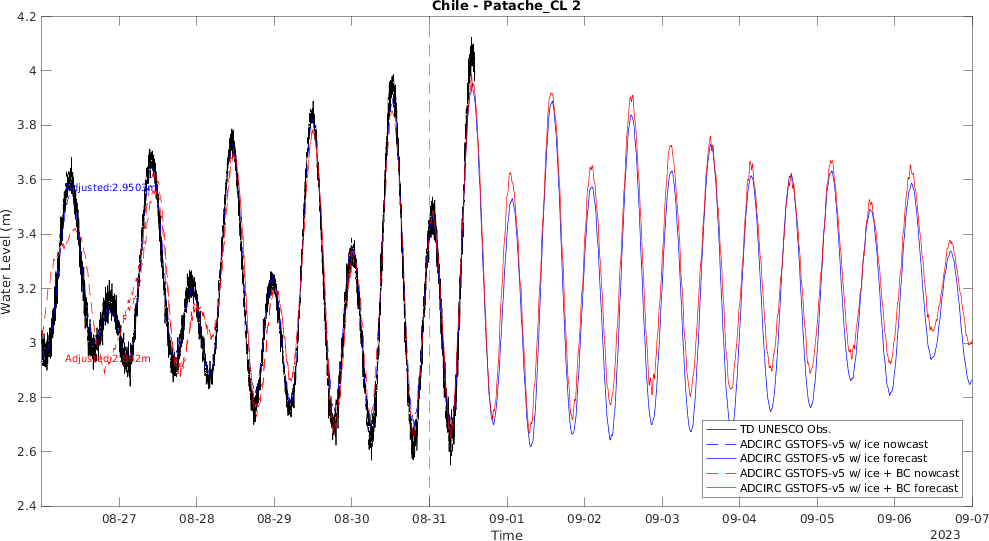 Chile - Patache_CL 2
4.2
4
3.8
3.6
3.4
3.2
3
2.8
2.6
2.4
Water Level (m)
Adjusted:2.9503m
TD UNESCO Obs.
ADCIRC GSTOFS-v5 w/ ice nowcast
ADCIRC GSTOFS-v5 w/ ice forecast
ADCIRC GSTOFS-v5 w/ ice + BC nowcast
ADCIRC GSTOFS-v5 w/ ice + BC forecast
08-27 08-28 08-29 08-30 08-31 09-01 09-02 09-03 09-04 09-05 09-06 09-07
Time
2023